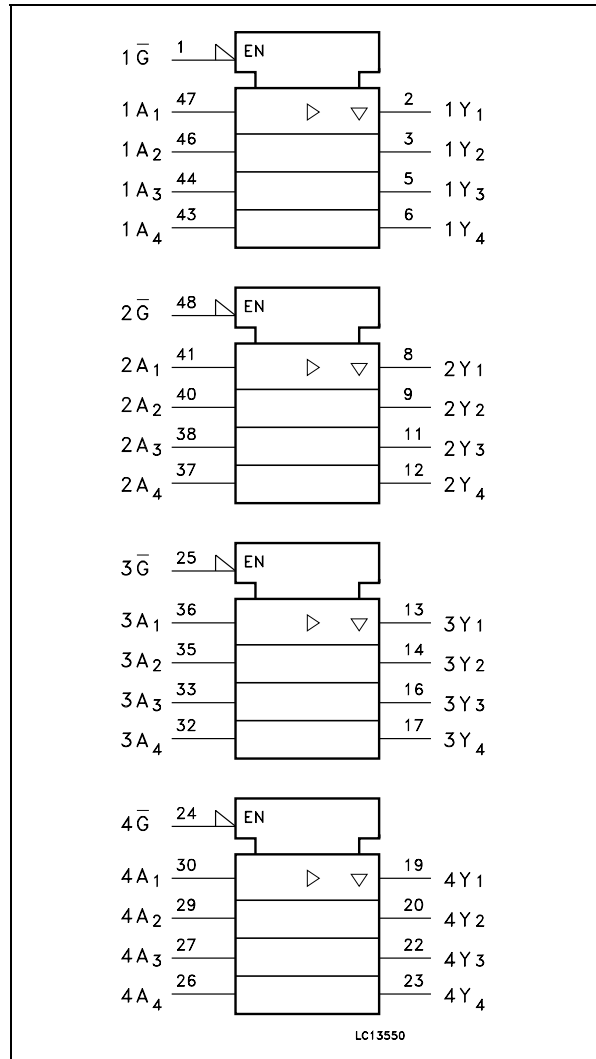 1G̅ 1 EN
1A1 47 2 1Y1
1A2 46 3 1Y2
1A3 44 5 1Y3
1A4 43 6 1Y4
2G̅ 48 EN
2A1 41 8 2Y1
2A2 40 9 2Y2
2A3 38 11 2Y3
2A4 37 12 2Y4
3G̅ 25 EN
3A1 36 13 3Y1
3A2 35 14 3Y2
3A3 33 16 3Y3
3A4 32 17 3Y4
4G̅ 24 EN
4A1 30 19 4Y1
4A2 29 20 4Y2
4A3 27 22 4Y3
4A4 26 23 4Y4
LC13550